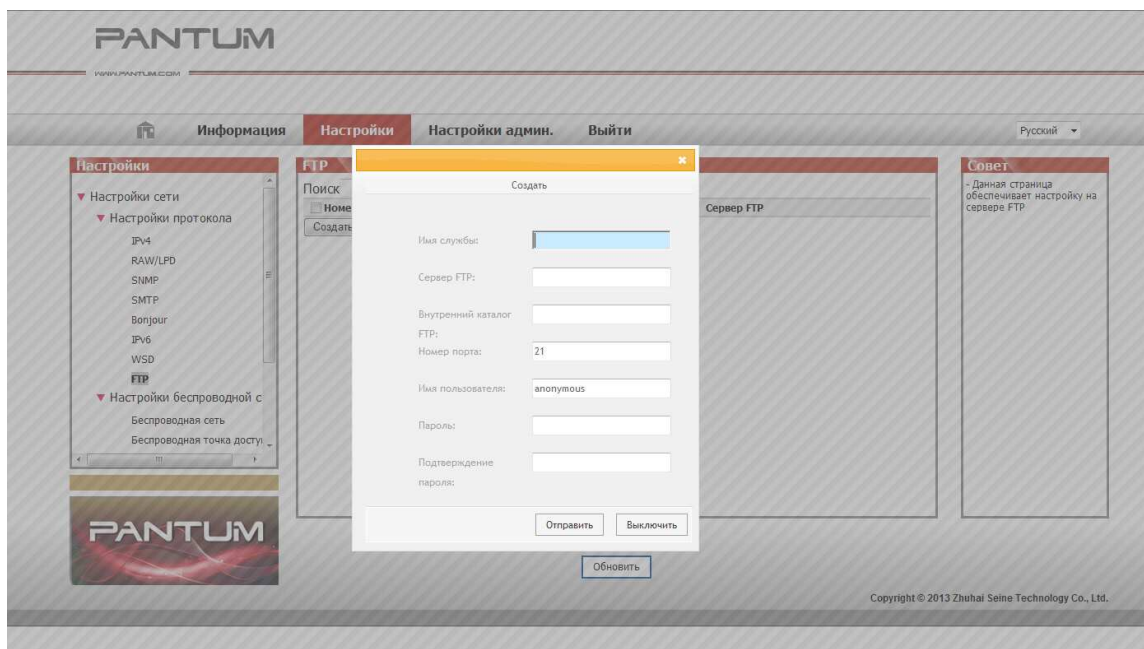 PANTUM
WWW.PANTUM.COM
Информация
Настройки
Настройки админ.
Выйти
Русский
Настройки
Настройки сети
Настройки протокола
IPv4
RAW/LPD
SNMP
SMTP
Bonjour
IPv6
WSD
FTP
Настройки беспроводной с
Беспроводная сеть
Беспроводная точка досту
PANTUM
FTP
Поиск
Номе
Сервер FTP
Создать
Создать
Имя службы:
Сервер FTP:
Внутренний каталог
FTP:
Номер порта:
21
Имя пользователя:
anonymous
Пароль:
Подтверждение
пароля:
Отправить
Выключить
Обновить
Совет
- Данная страница
обеспечивает настройку на
сервере FTP
Copyright © 2013 Zhuhai Seine Technology Co., Ltd.